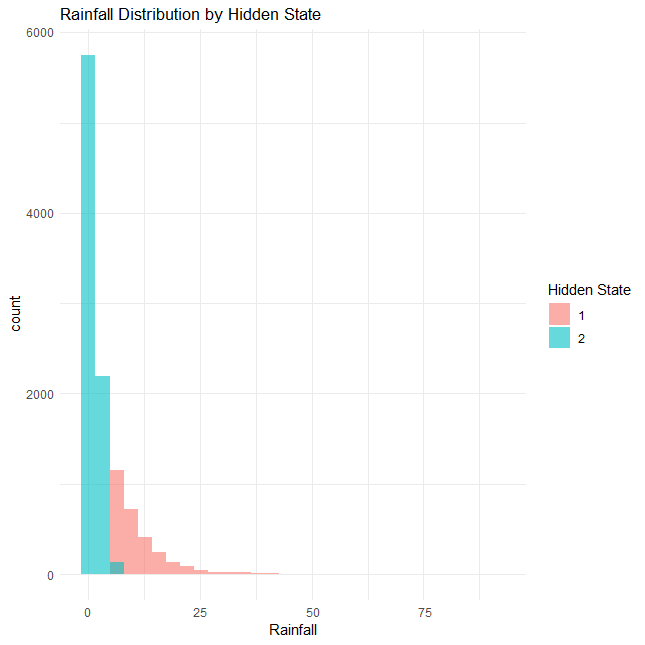 Rainfall Distribution by Hidden State
6000
4000
2000
0
count
0 25 50 75
Rainfall
Hidden State
1
2